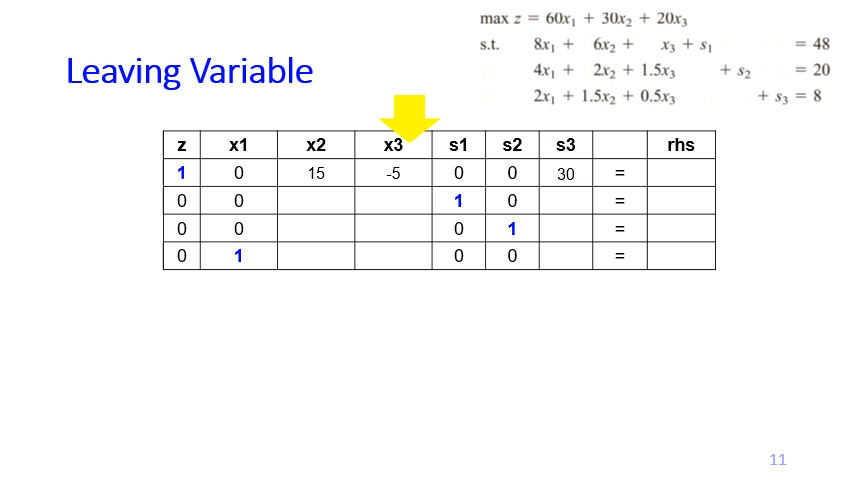 max z = 60x₁ + 30x₂ + 20x₃
s.t. 8x₁ + 6x₂ + x₃ + s₁ = 48
4x₁ + 2x₂ + 1.5x₃ + s₂ = 20
2x₁ + 1.5x₂ + 0.5x₃ + s₃ = 8
Leaving Variable
z x1 x2 x3 s1 s2 s3 rhs
1 0 15 -5 0 0 30 =
0 0 1 0 =
0 0 0 1 =
0 1 0 0 =
11